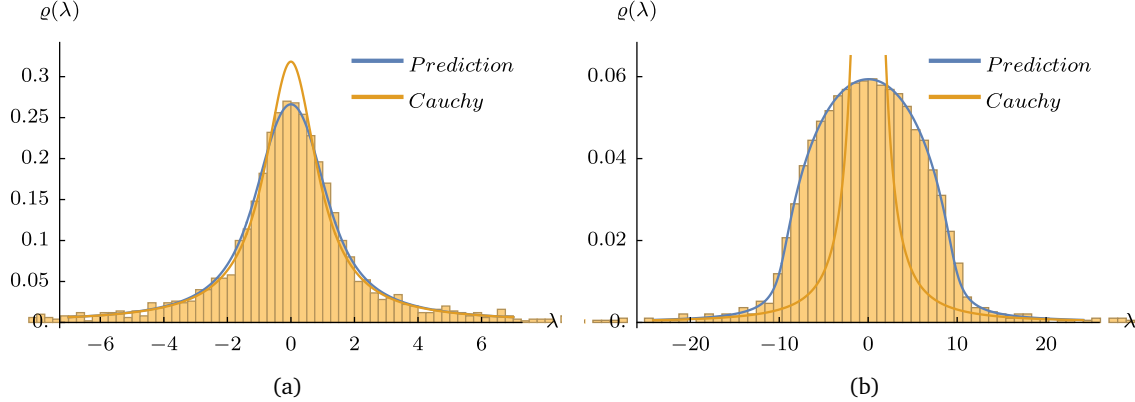 ϱ(λ)
Prediction
Cauchy
0.3
0.25
0.2
0.15
0.1
0.05
0.
−6 −4 −2 0 2 4 6
λ
(a)
ϱ(λ)
Prediction
Cauchy
0.06
0.04
0.02
0.
−20 −10 0 10 20
λ
(b)